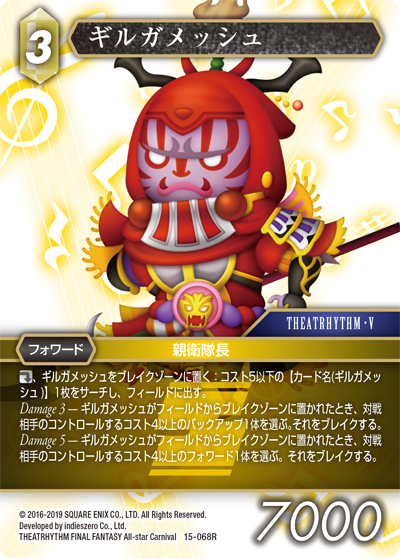 3
ギルガメッシュ
THEATRHYTHM・V
フォワード
親衛隊長
、ギルガメッシュをブレイクゾーンに置く：コスト5以下の【カード名(ギルガメッ
シュ)】1枚をサーチし、フィールドに出す。
Damage 3 ― ギルガメッシュがフィールドからブレイクゾーンに置かれたとき、対戦
相手のコントロールするコスト4以上のバックアップ1体を選ぶ。それをブレイクする。
Damage 5 ― ギルガメッシュがフィールドからブレイクゾーンに置かれたとき、対戦
相手のコントロールするコスト4以上のフォワード1体を選ぶ。それをブレイクする。
© 2016-2019 SQUARE ENIX CO., LTD. All Rights Reserved.
Developed by indieszero Co., Ltd.
THEATRHYTHM FINAL FANTASY All-star Carnival 15-068R
7000